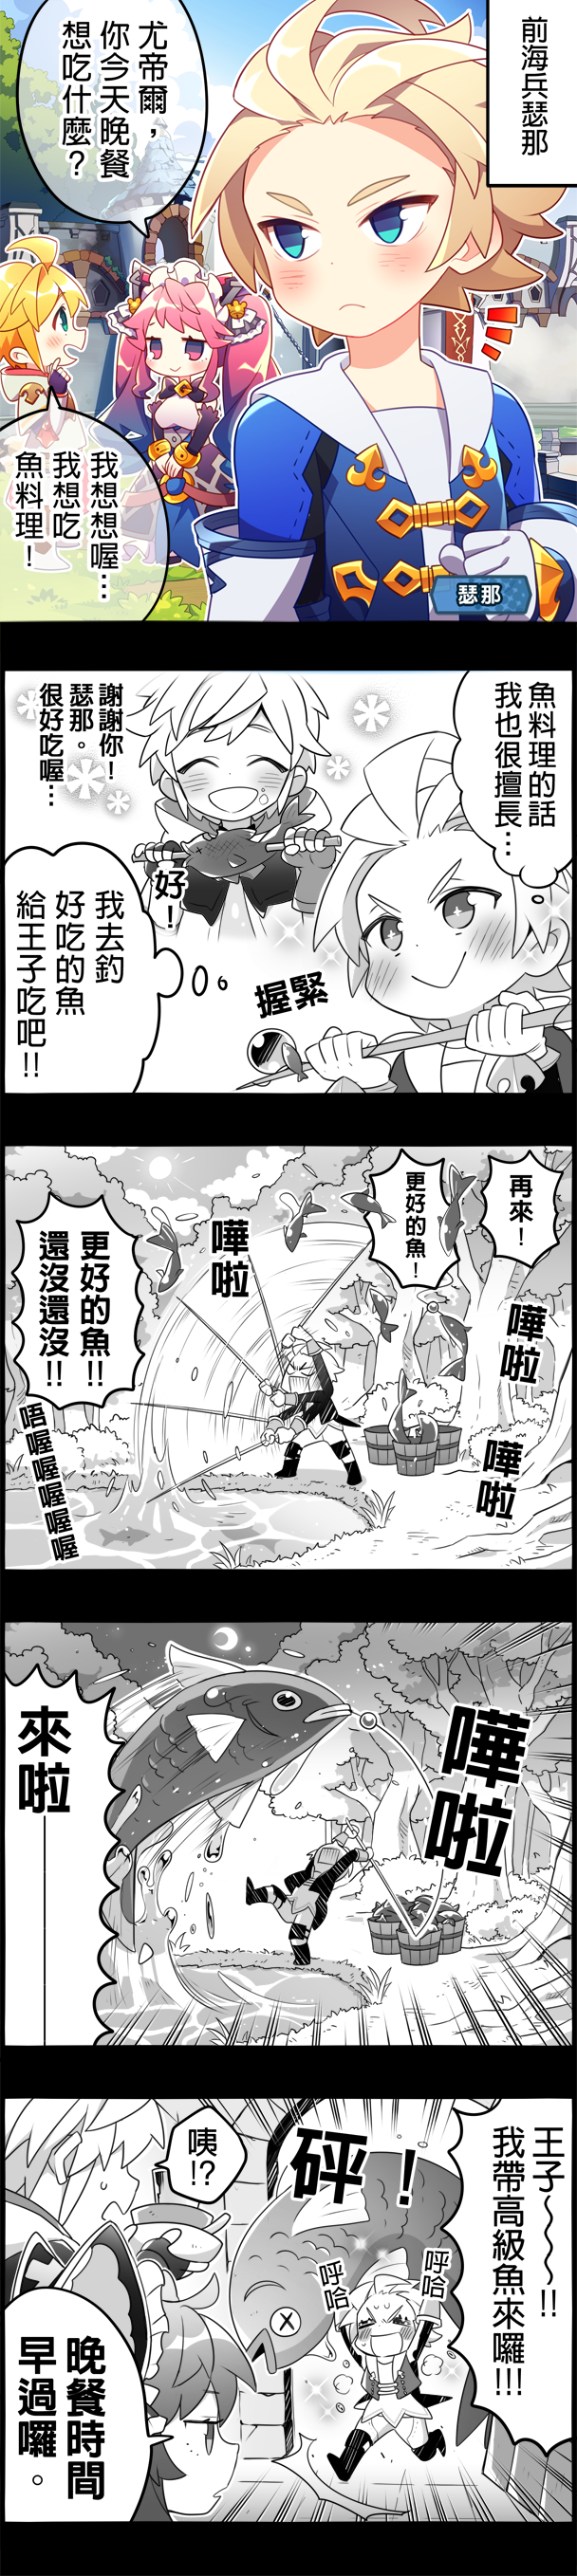 前海兵瑟那
尤帝爾，
你今天晚餐
想吃什麼？
我想想喔…
我想吃
魚料理！
瑟那
魚料理的話
我也很擅長…
謝謝你！
瑟那。
很好吃喔…
好！
我去釣
好吃的魚
給王子吃吧!!
握緊
再來！
更好的魚！
嘩啦
嘩啦
嘩啦
更好的魚!!
還沒還沒!!
唔喔喔喔喔喔
嘩啦
來啦
王子～～～!!
我帶高級魚來囉!!!
砰！
咦!?
呼哈
呼哈
晚餐時間
早過囉。